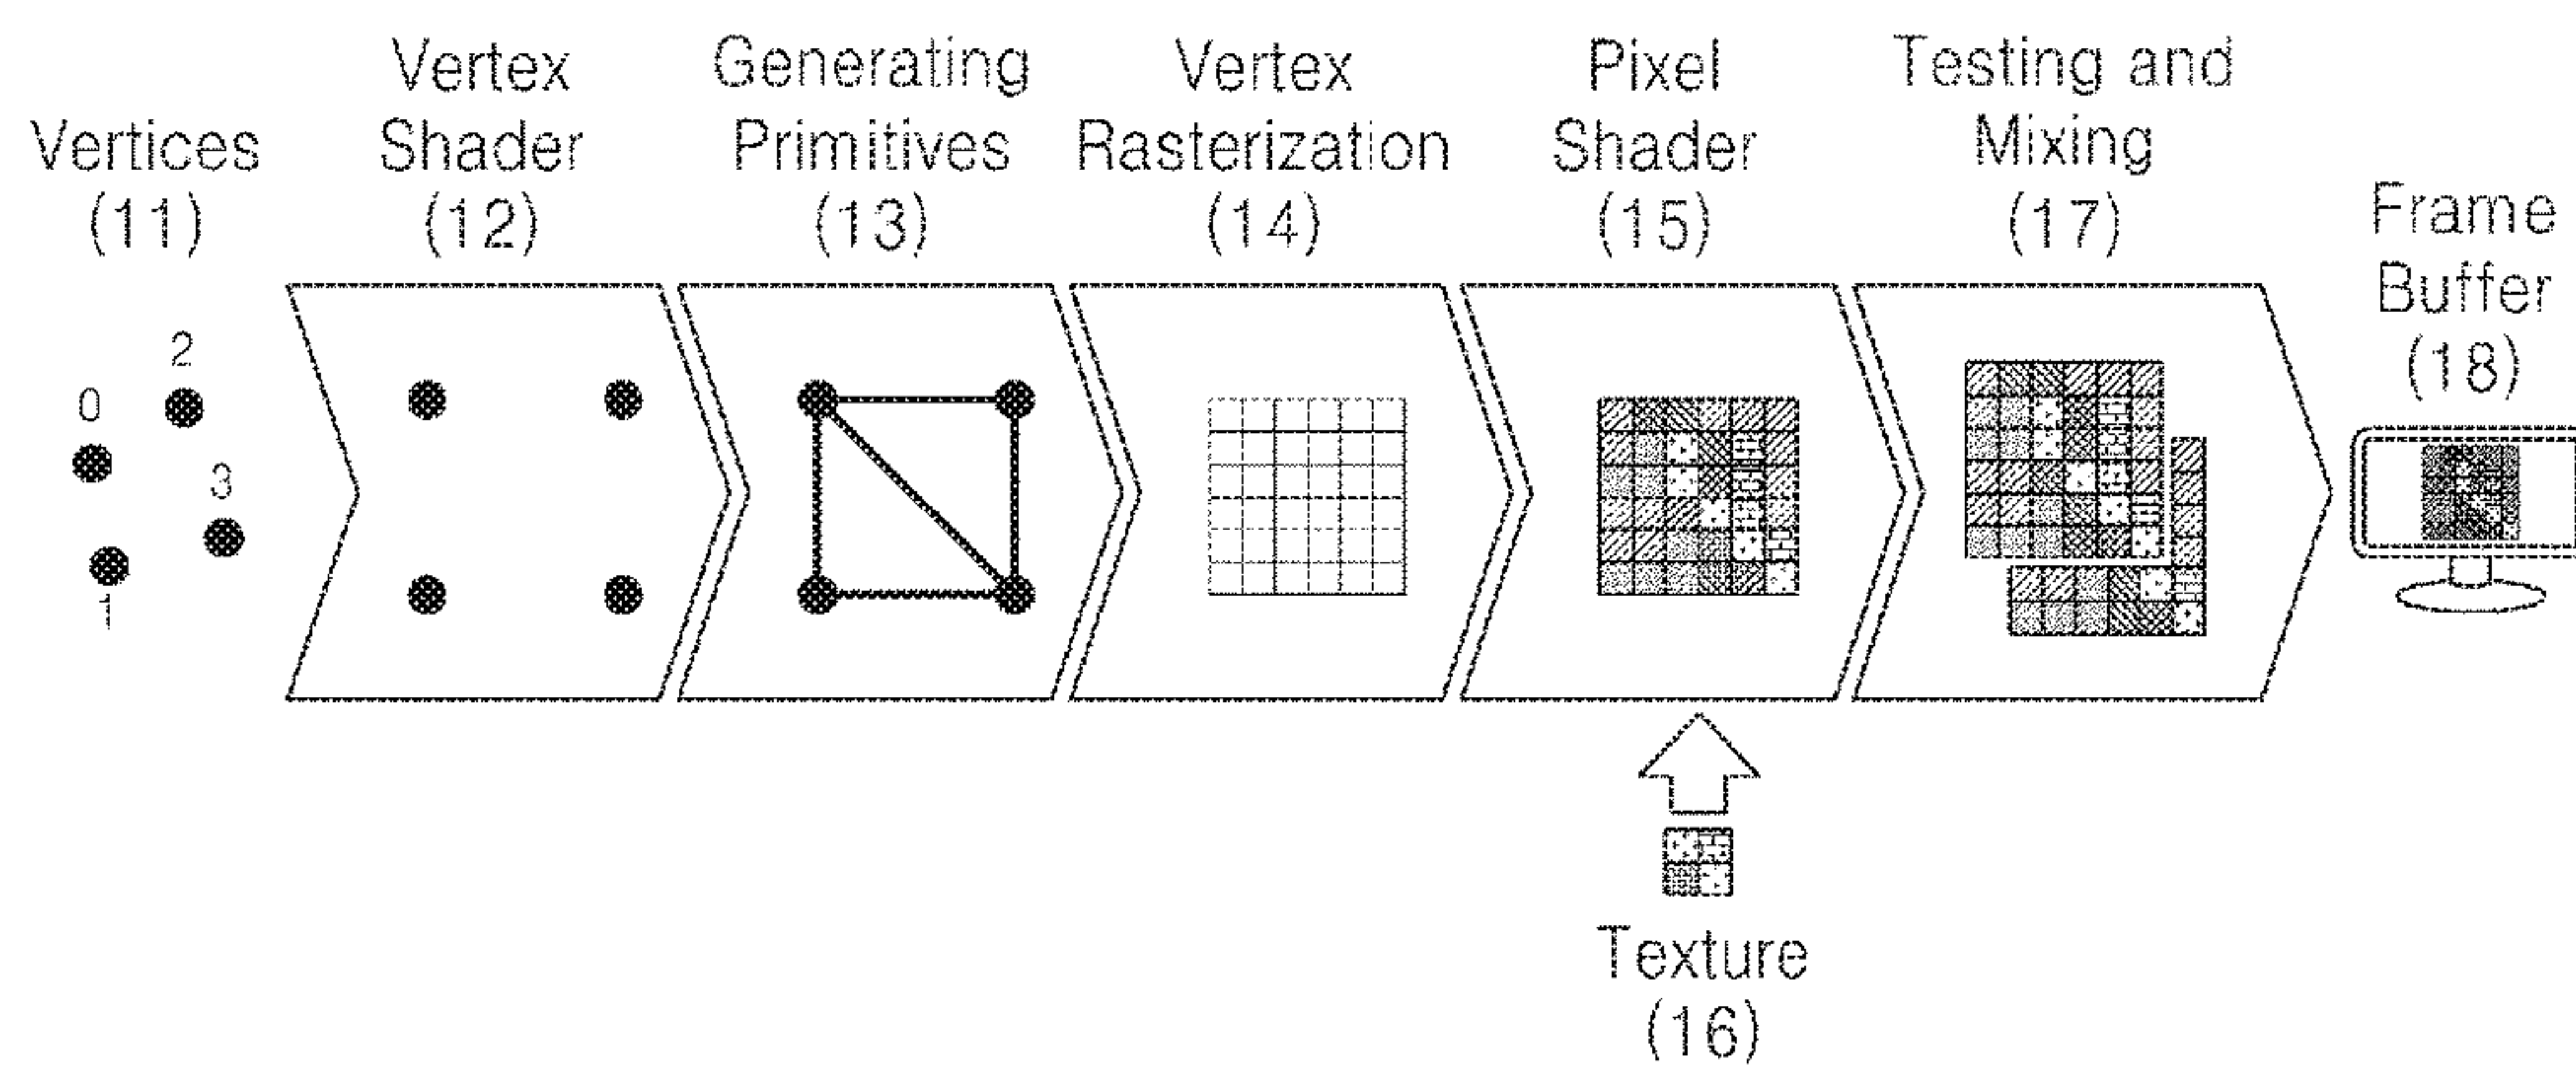 Vertices
(11)
Vertex
Shader
(12)
Generating
Primitives
(13)
Vertex
Rasterization
(14)
Pixel
Shader
(15)
Testing and
Mixing
(17)
Frame
Buffer
(18)
0
2
3
1
Texture
(16)